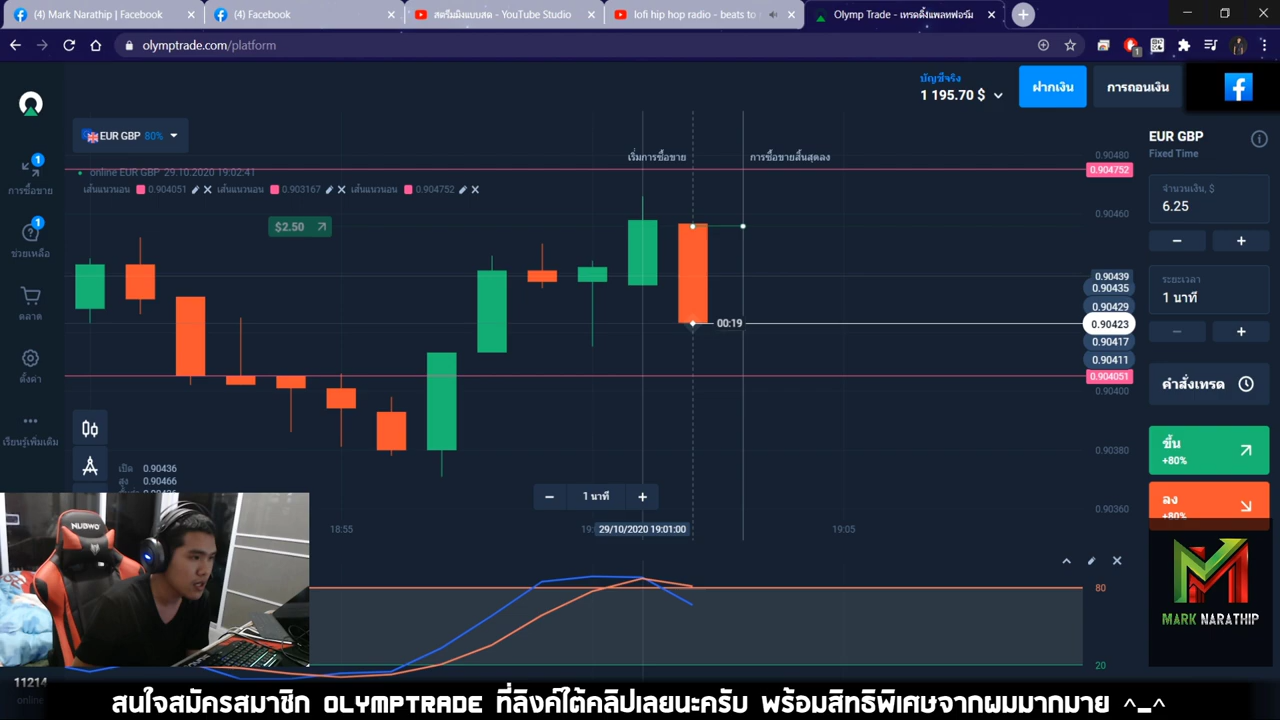 (4) Mark Narathip | Facebook
(4) Facebook
สตรีมมิงแบบสด - YouTube Studio
lofi hip hop radio - beats to
Olymp Trade - เทรดดิ้งแพลทฟอร์ม
olymptrade.com/platform
1
บัญชีจริง
1 195.70 $
ฝากเงิน
การถอนเงิน
EUR GBP 80%
EUR GBP
Fixed Time
เริ่มการซื้อขาย
การซื้อขายสิ้นสุดลง
0.90480
0.904752
online EUR GBP 29.10.2020 19:02:41
เส้นแนวนอน 0.904051 เส้นแนวนอน 0.903167 เส้นแนวนอน 0.904752
1
การซื้อขาย
จำนวนเงิน, $
6.25
0.90460
$2.50
1
ช่วยเหลือ
0.90439
0.90435
0.90429
0.90423
0.90417
0.90411
0.904051
0.90400
0.90380
0.90360
ระยะเวลา
1 นาที
00:19
ตลาด
ตั้งค่า
เรียนรู้เพิ่มเติม
คำสั่งเทรด
ขึ้น
+80%
ลง
+80%
เปิด 0.90436
สูง 0.90466
1 นาที
18:55
29/10/2020 19:01:00
19:05
NUBWO
80
20
MARK NARATHIP
11214
online
สนใจสมัครสมาชิก OLYMPTRADE ที่ลิงค์ใต้คลิปเลยนะครับ พร้อมสิทธิพิเศษจากผมมากมาย ^_^